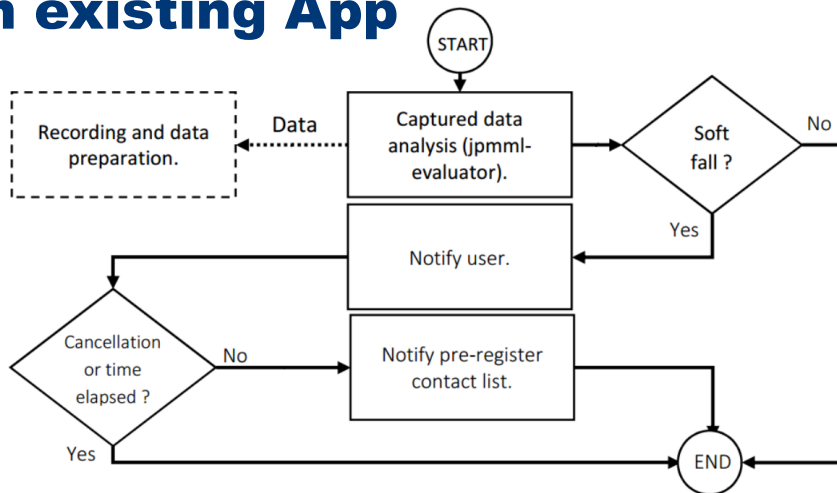 n existing App
START
Recording and data
preparation.
Data
Captured data
analysis (jpmml-
evaluator).
Soft
fall ?
No
Yes
Notify user.
Cancellation
or time
elapsed ?
No
Notify pre-register
contact list.
Yes
END